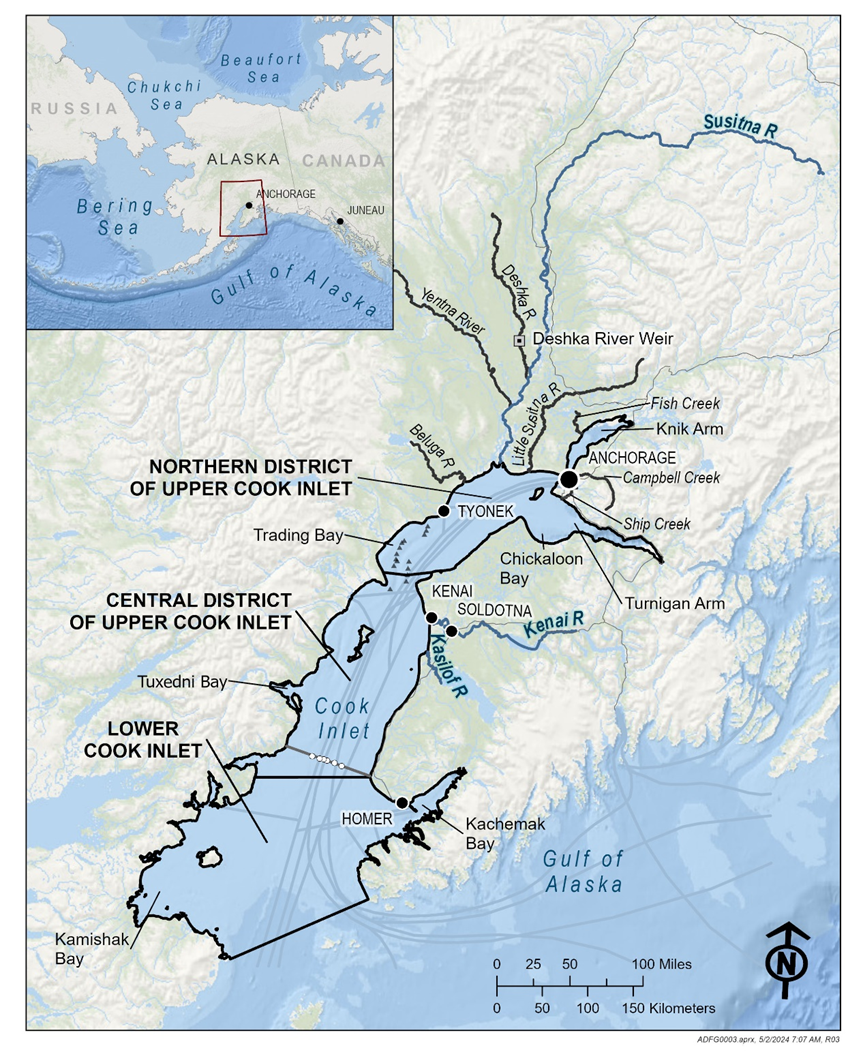 Beaufort
Sea
Chukchi
Sea
RUSSIA
ALASKA
CANADA
ANCHORAGE
Bering
Sea
JUNEAU
Gulf of Alaska
Susitna R
Deshka R
Yentna River
Deshka River Weir
Little Susitna R
Fish Creek
Knik Arm
Beluga R
ANCHORAGE
NORTHERN DISTRICT
OF UPPER COOK INLET
Campbell Creek
TYONEK
Ship Creek
Trading Bay
Chickaloon
Bay
KENAI
Turnigan Arm
CENTRAL DISTRICT
OF UPPER COOK INLET
SOLDOTNA
Kenai R
Kasilof R
Tuxedni Bay
Cook
Inlet
LOWER
COOK INLET
HOMER
Kachemak
Bay
Gulf of
Alaska
Kamishak
Bay
N
0 25 50 100 Miles
0 50 100 150 Kilometers
ADFG0003.aprx, 5/2/2024 7:07 AM, R03